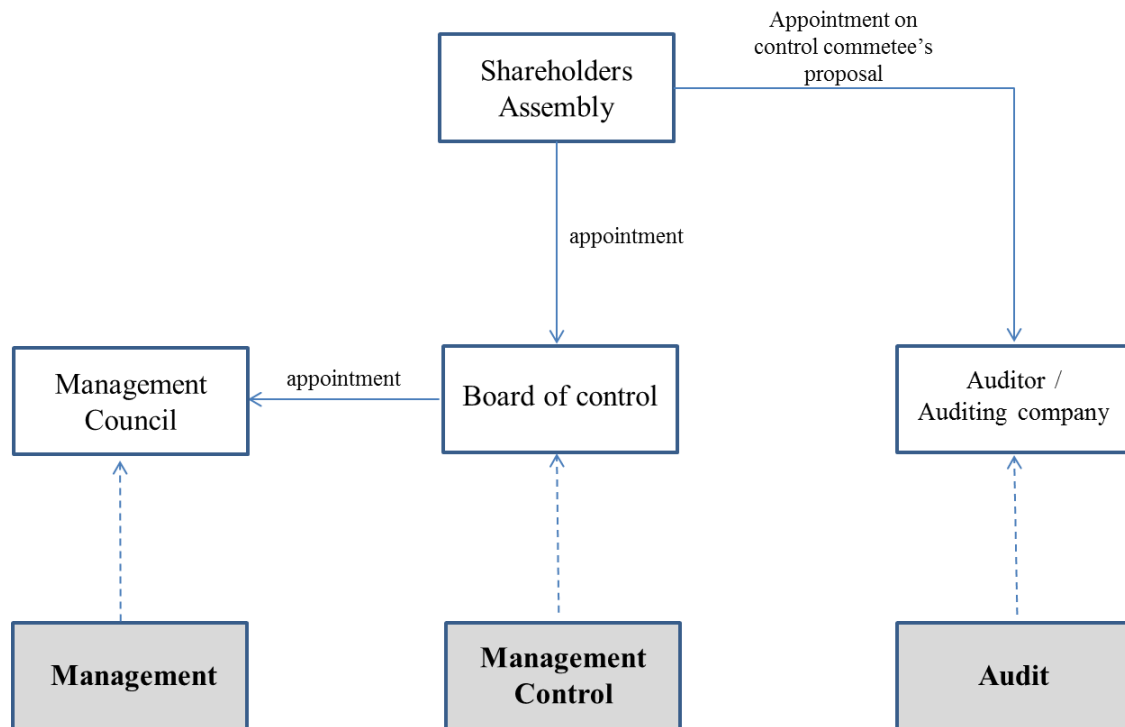 Appointment on
control commetee’s
proposal
Shareholders
Assembly
appointment
Management
Council
appointment
Board of control
Auditor /
Auditing company
Management
Management
Control
Audit